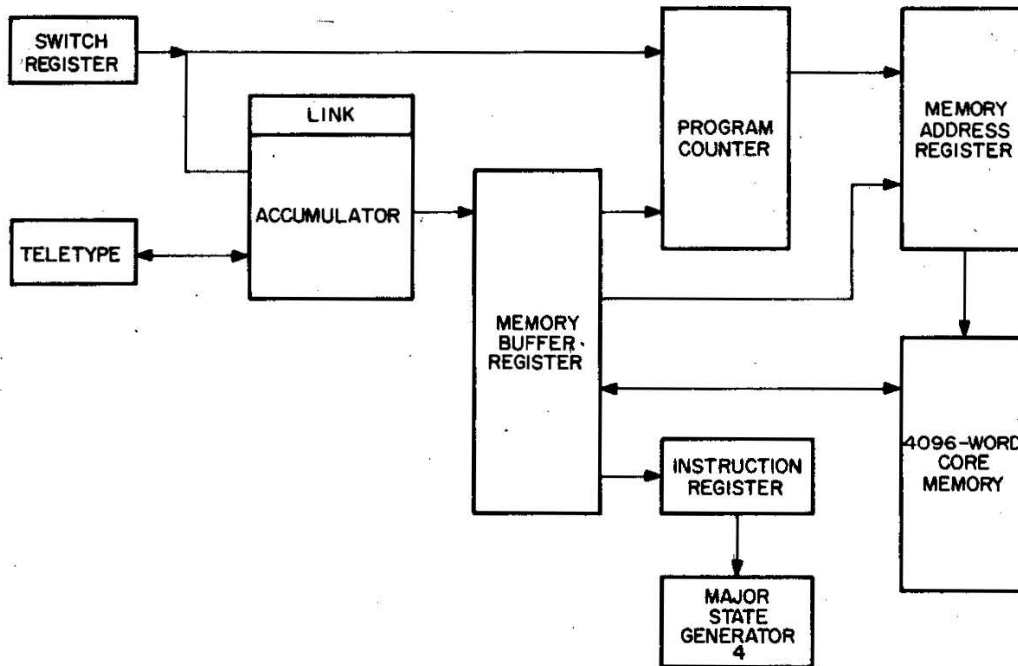 SWITCH
REGISTER
LINK
ACCUMULATOR
TELETYPE
PROGRAM
COUNTER
MEMORY
ADDRESS
REGISTER
MEMORY
BUFFER
REGISTER
4096-WORD
CORE
MEMORY
INSTRUCTION
REGISTER
MAJOR
STATE
GENERATOR
4